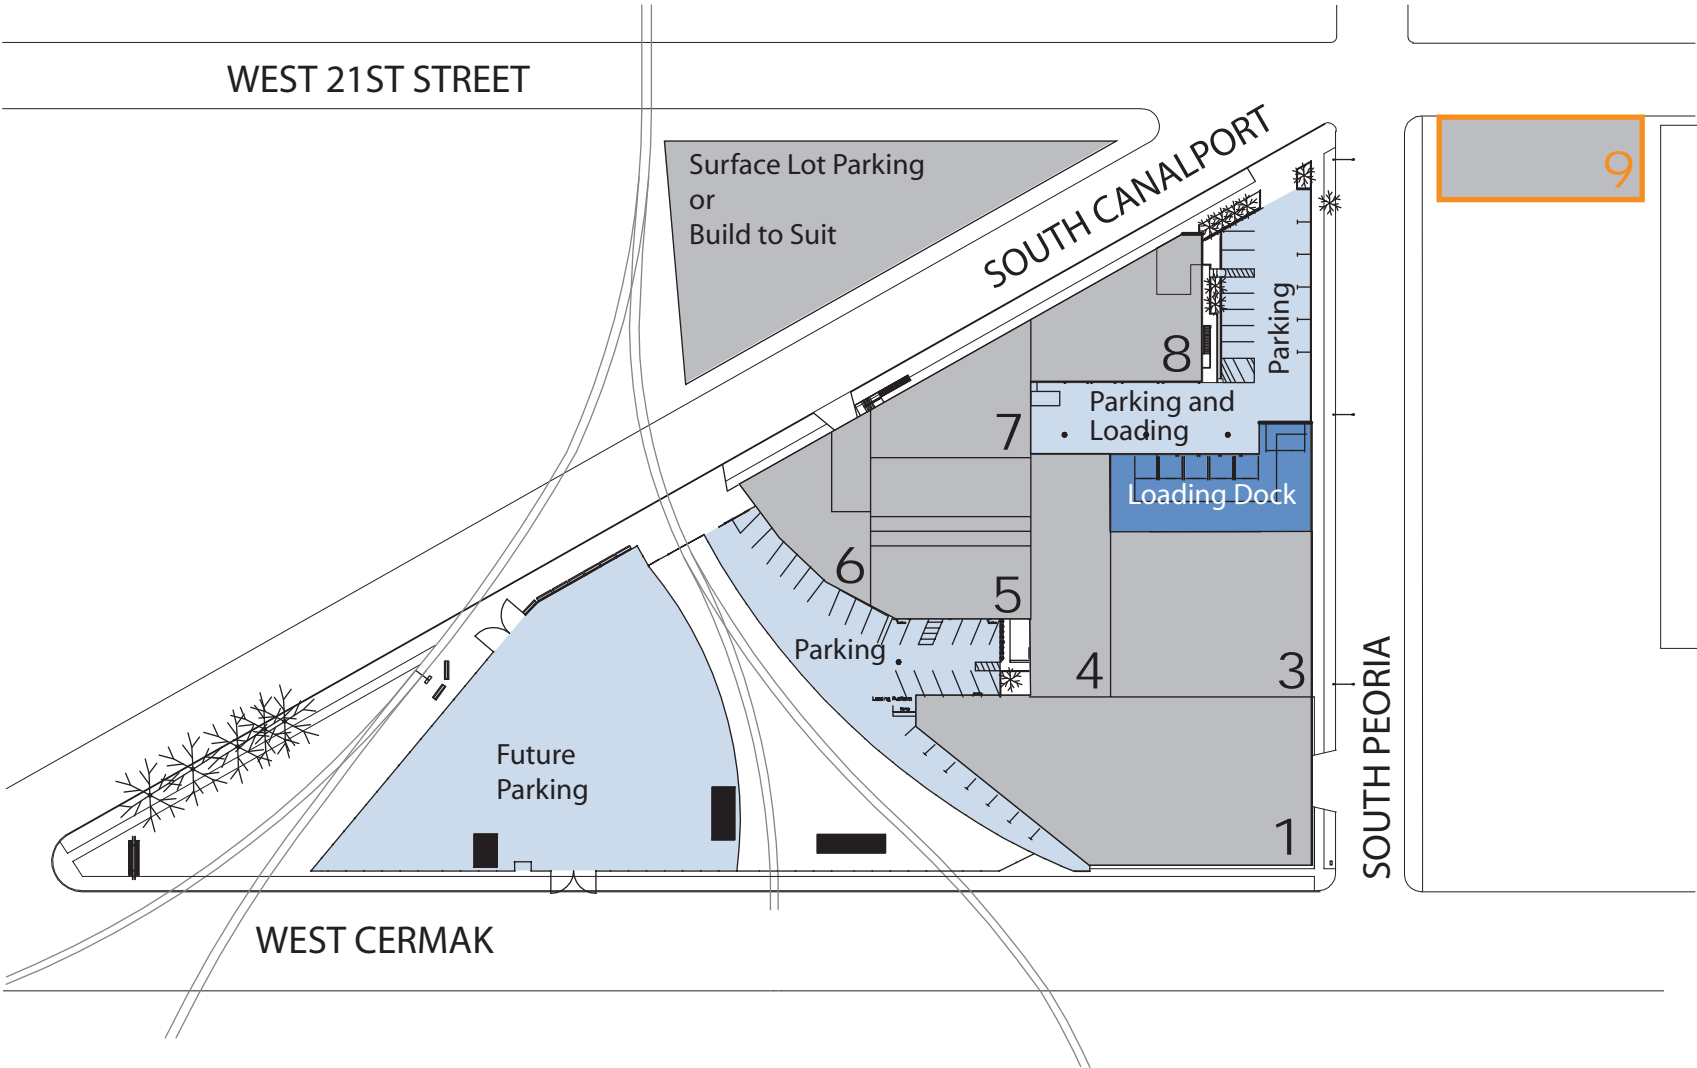 WEST 21ST STREET
Surface Lot Parking
or
Build to Suit
SOUTH CANALPORT
9
Parking
8
Parking and
Loading
7
Loading Dock
6
5
Parking
4
3
SOUTH PEORIA
Future
Parking
1
WEST CERMAK